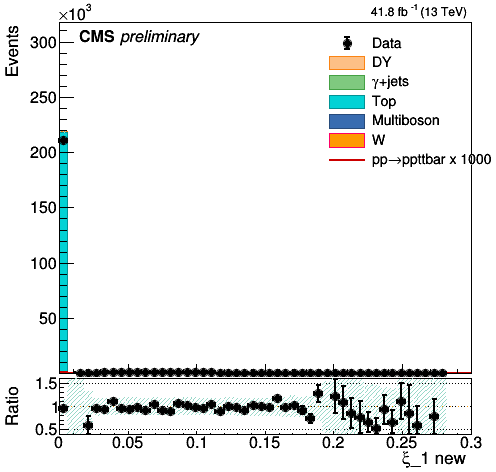 ×10³
41.8 fb⁻¹ (13 TeV)
CMS preliminary
Events
300
250
200
150
100
50
Data
DY
γ+jets
Top
Multiboson
W
pp→ppttbar x 1000
Ratio
1.5
1
0.5
0 0.05 0.1 0.15 0.2 0.25 0.3
ξ_1 new